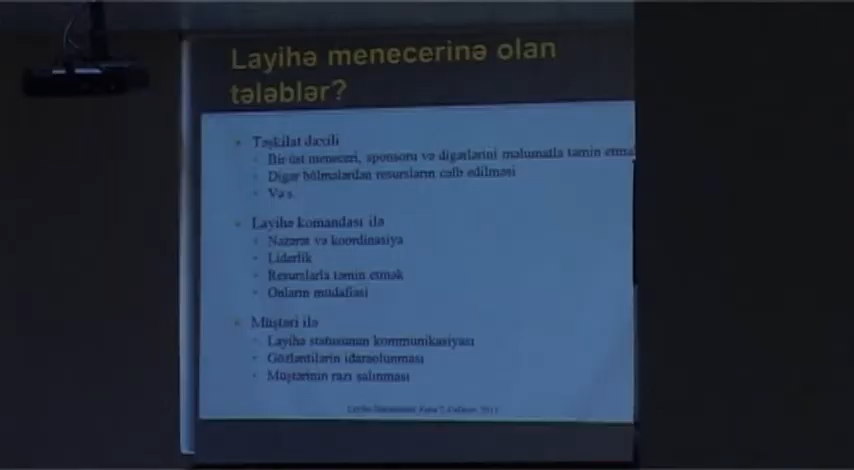 Layihə menecerinə olan
tələblər?
Təşkilat daxili
Bir üst meneceri, sponsoru və digərlərini məlumatla təmin etmə
Digər bölmələrdən resursların cəlb edilməsi
Və s.
Layihə komandası ilə
Nəzarət və koordinasiya
Liderlik
Resurslarla təmin etmək
Onların müdafiəsi
Müştəri ilə
Layihə statusunun kommunikasiyası
Gözləntilərin idarəolunması
Müştərinin razı salınması